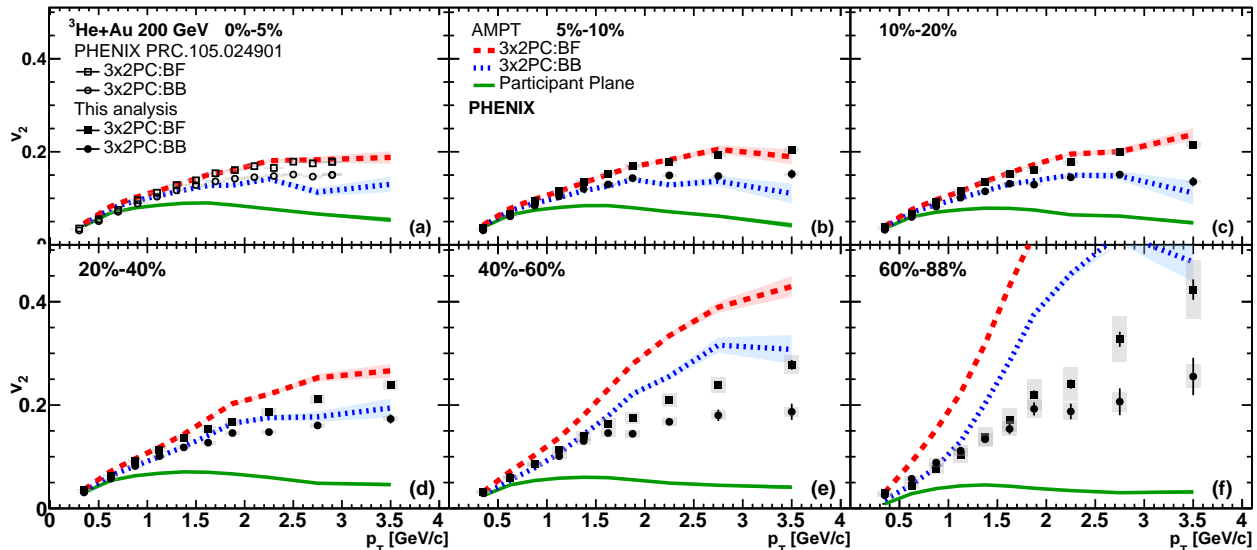 ³He+Au 200 GeV 0%-5%
PHENIX PRC.105.024901
3x2PC:BF
3x2PC:BB
This analysis
3x2PC:BF
3x2PC:BB
AMPT 5%-10%
3x2PC:BF
3x2PC:BB
Participant Plane
PHENIX
10%-20%
0.4
v₂
0.2
0
(a)
(b)
(c)
20%-40%
40%-60%
60%-88%
0.4
v₂
0.2
0
(d)
(e)
(f)
0 0.5 1 1.5 2 2.5 3 3.5 4
0.5 1 1.5 2 2.5 3 3.5
0.5 1 1.5 2 2.5 3 3.5 4
p_T [GeV/c]
p_T [GeV/c]
p_T [GeV/c]